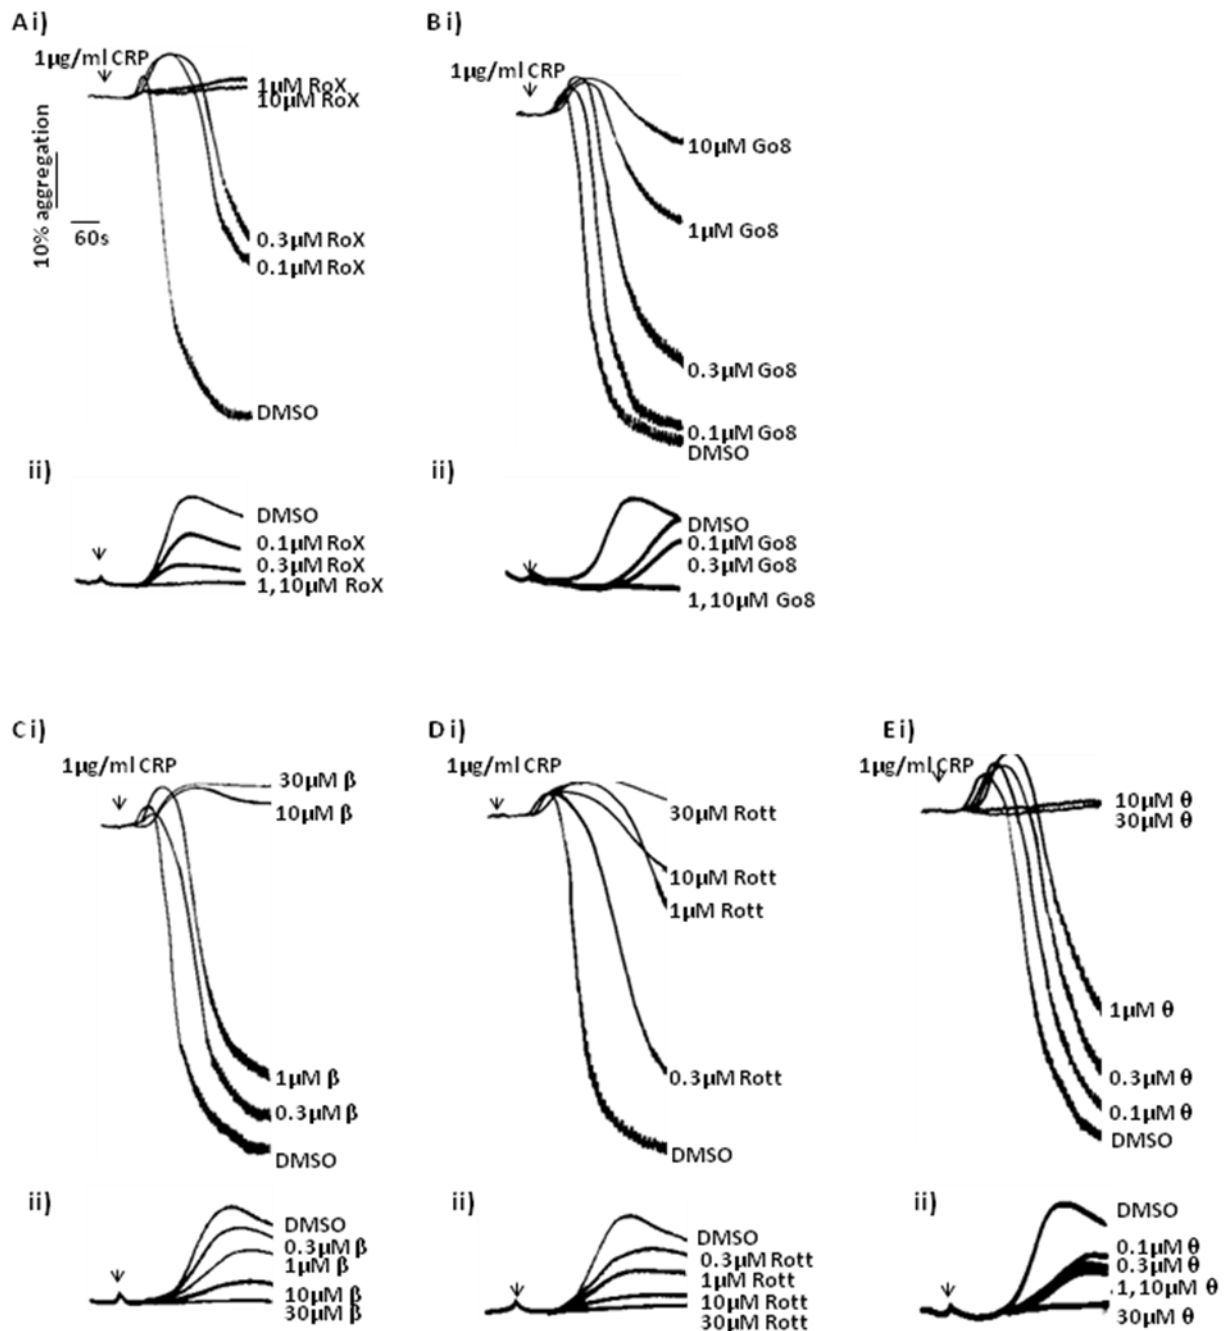 A i)
1µg/ml CRP
1µM RoX
10µM RoX
10% aggregation
60s
0.3µM RoX
0.1µM RoX
DMSO
ii)
DMSO
0.1µM RoX
0.3µM RoX
1,10µM RoX
B i)
1µg/ml CRP
10µM Go8
1µM Go8
0.3µM Go8
0.1µM Go8
DMSO
ii)
DMSO
0.1µM Go8
0.3µM Go8
1,10µM Go8
C i)
1µg/ml CRP
30µM β
10µM β
1µM β
0.3µM β
DMSO
ii)
DMSO
0.3µM β
1µM β
10µM β
30µM β
D i)
1µg/ml CRP
30µM Rott
10µM Rott
1µM Rott
0.3µM Rott
DMSO
ii)
DMSO
0.3µM Rott
1µM Rott
10µM Rott
30µM Rott
E i)
1µg/ml CRP
10µM θ
30µM θ
1µM θ
0.3µM θ
0.1µM θ
DMSO
ii)
DMSO
0.1µM θ
0.3µM θ
1,10µM θ
30µM θ